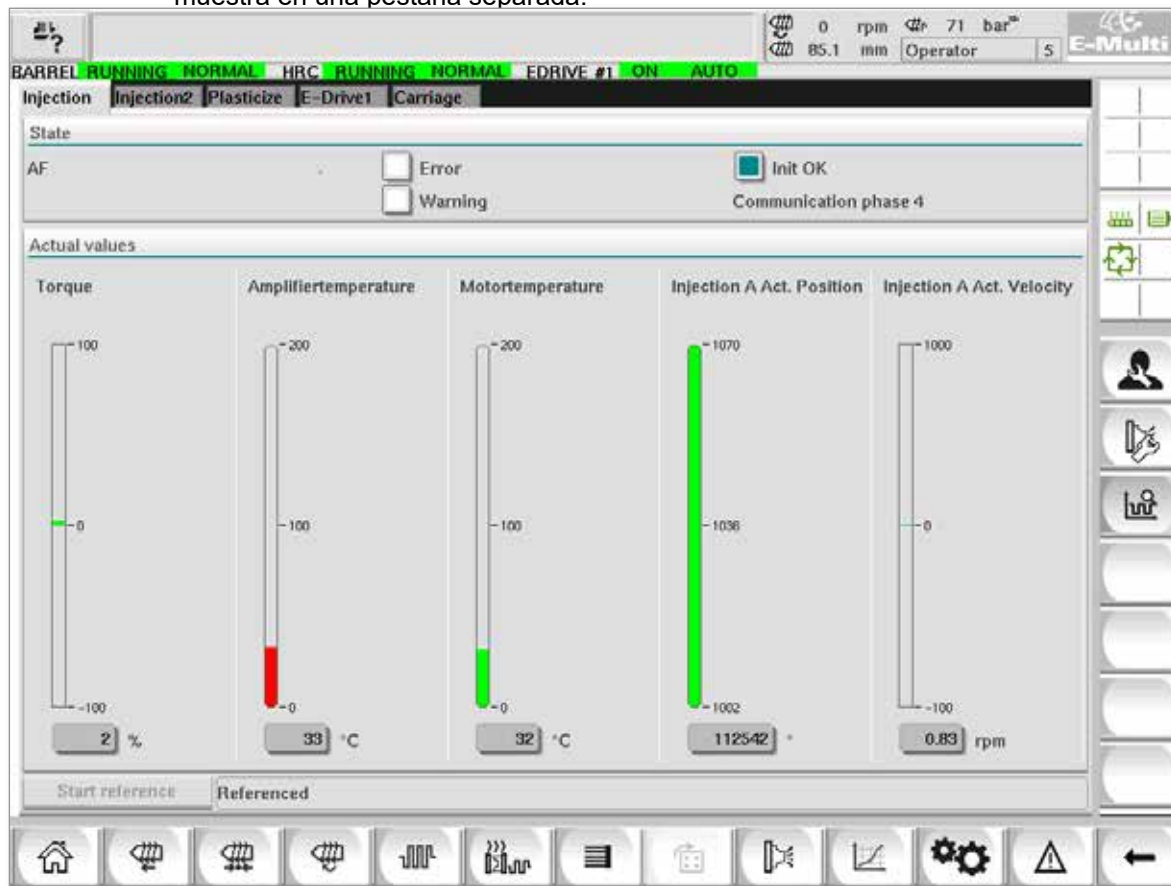 muestra en una pestaña separada.
0 rpm 71 bar
85.1 mm Operator 5
E-Multi
BARREL RUNNING NORMAL HRC RUNNING NORMAL EDRIVE #1 ON AUTO
Injection Injection2 Plasticize E-Drive1 Carriage
State
AF Error Init OK
Warning Communication phase 4
Actual values
Torque Amplifiertemperature Motortemperature Injection A Act. Position Injection A Act. Velocity
100 200 200 1070 1000
0 100 100 1036 0
-100 0 0 1002 -100
2 % 33 °C 32 °C 112542 ° 0.83 rpm
Start reference Referenced